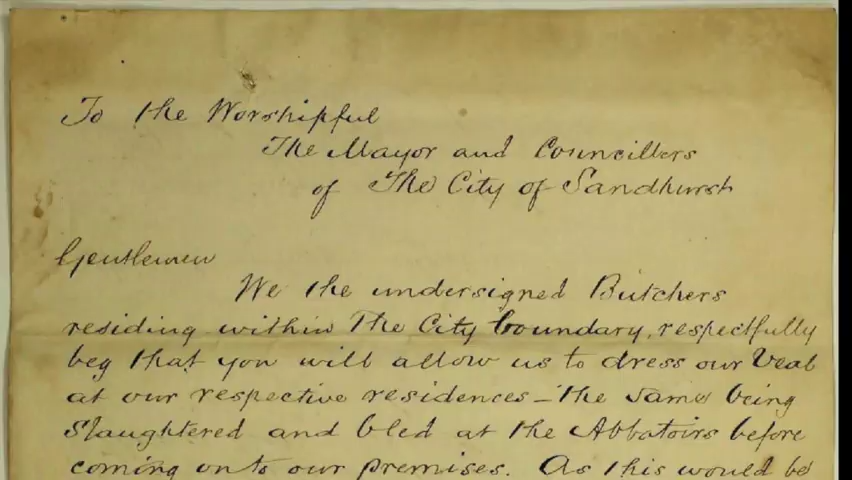 To the Worshipful
The Mayor and Councillers
of The City of Sandhurst
Gentlemen
We the undersigned Butchers
residing within The City boundary, respectfully
beg that you will allow us to dress our Veal
at our respective residences – the same being
Slaughtered and bled at the Abbatoirs before
coming onto our premises. As this would be